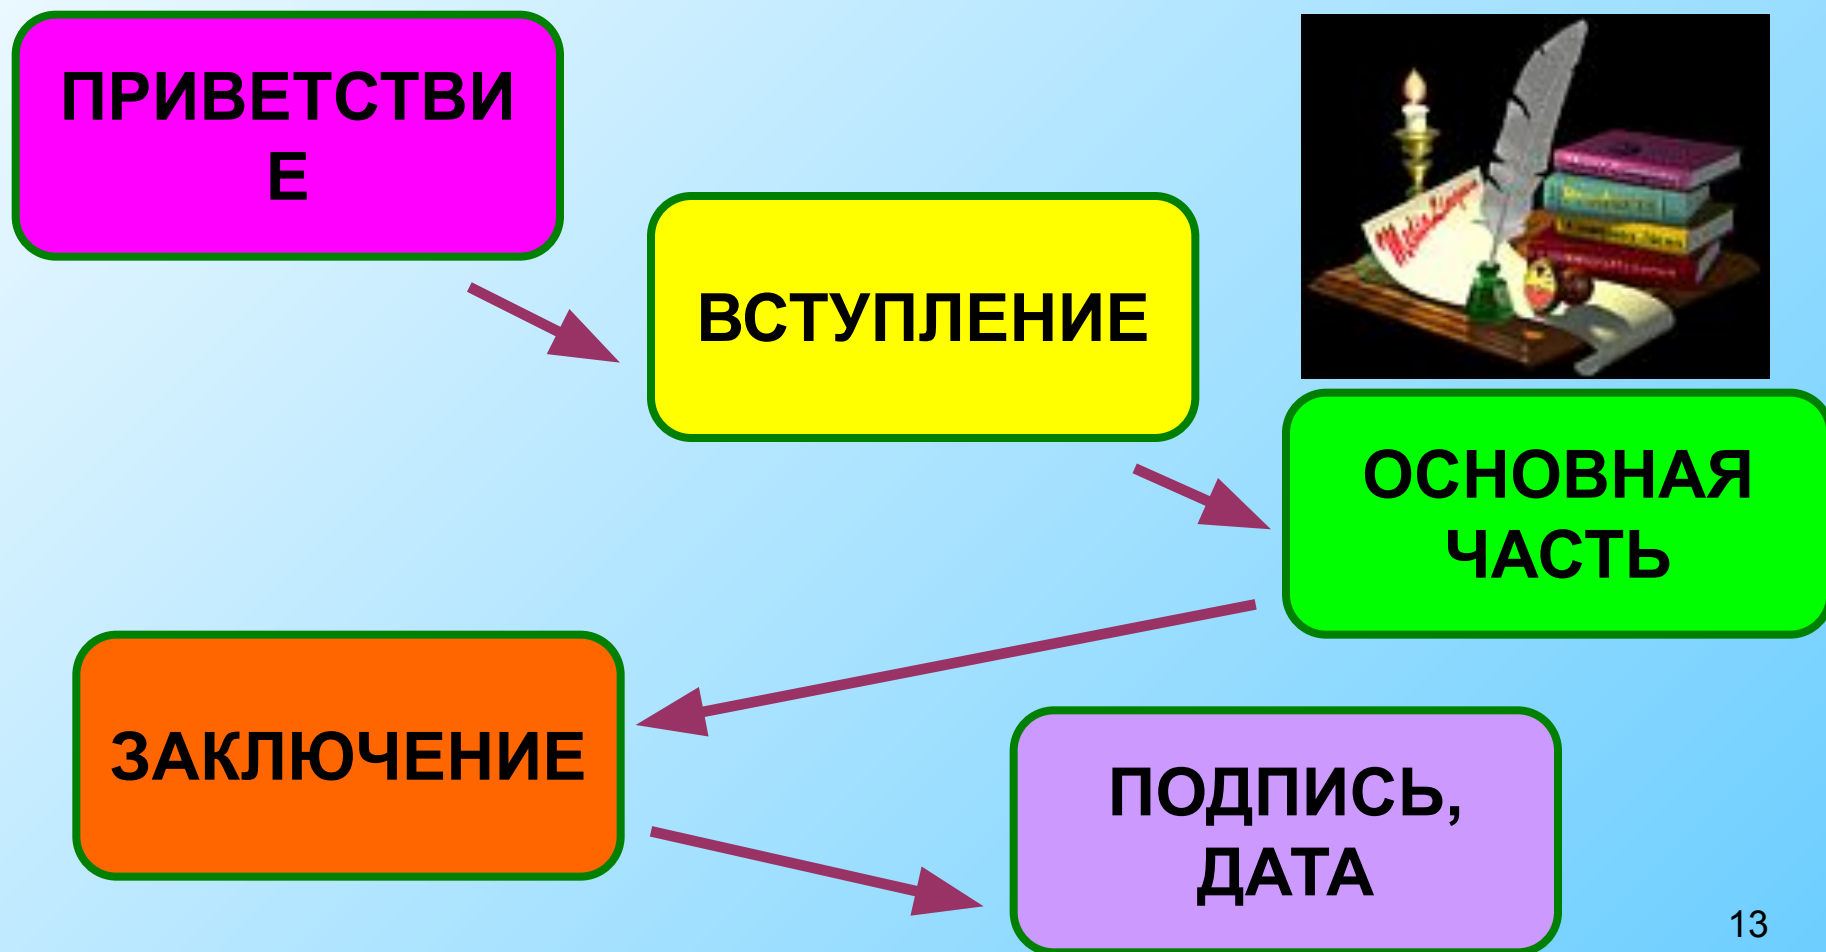 ПРИВЕТСТВИ
Е
ВСТУПЛЕНИЕ
ОСНОВНАЯ
ЧАСТЬ
ЗАКЛЮЧЕНИЕ
ПОДПИСЬ,
ДАТА
13